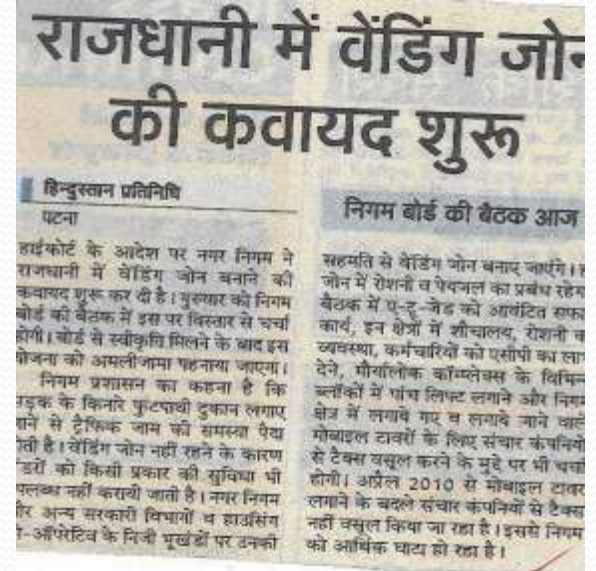 राजधानी में वेंडिंग जोन
की कवायद शुरू
हिन्दुस्तान प्रतिनिधि
पटना
हाईकोर्ट के आदेश पर नगर निगम ने
राजधानी में वेंडिंग जोन बनाने की
कवायद शुरू कर दी है। गुरुवार को निगम
बोर्ड की बैठक में इस पर विस्तार से चर्चा
होगी। बोर्ड से स्वीकृति मिलने के बाद इस
योजना को अमलीजामा पहनाया जाएगा।
निगम प्रशासन का कहना है कि
सड़क के किनारे फुटपाथी दुकान लगाए
जाने से ट्रैफिक जाम की समस्या पैदा
होती है। वेंडिंग जोन नहीं रहने के कारण
डरों को किसी प्रकार की सुविधा भी
पलब्ध नहीं करायी जाती है। नगर निगम
और अन्य सरकारी विभागों व हाउसिंग
-ऑपरेटिव के निजी भूखंडों पर उनकी
निगम बोर्ड की बैठक आज
सहमति से वेंडिंग जोन बनाए जाएंगे।
जोन में रोशनी व पेयजल का प्रबंध रहेगा
बैठक में ए-टू-जेड को आवंटित सफा
कार्य, इन क्षेत्रों में शौचालय, रोशनी क
व्यवस्था, कर्मचारियों को एसीपी का लाभ
देने, मौर्यालोक कॉम्प्लेक्स के विभिन्न
ब्लॉकों में पांच लिफ्ट लगाने और निगम
क्षेत्र में लगाये गए व लगाये जाने वाले
मोबाइल टावरों के लिए संचार कंपनियों
से टैक्स वसूल करने के मुद्दे पर भी चर्चा
होगी। अप्रैल 2010 से मोबाइल टावर
लगाने के बदले संचार कंपनियों से टैक्स
नहीं वसूल किया जा रहा है। इससे निगम
को आर्थिक घाटा हो रहा है।